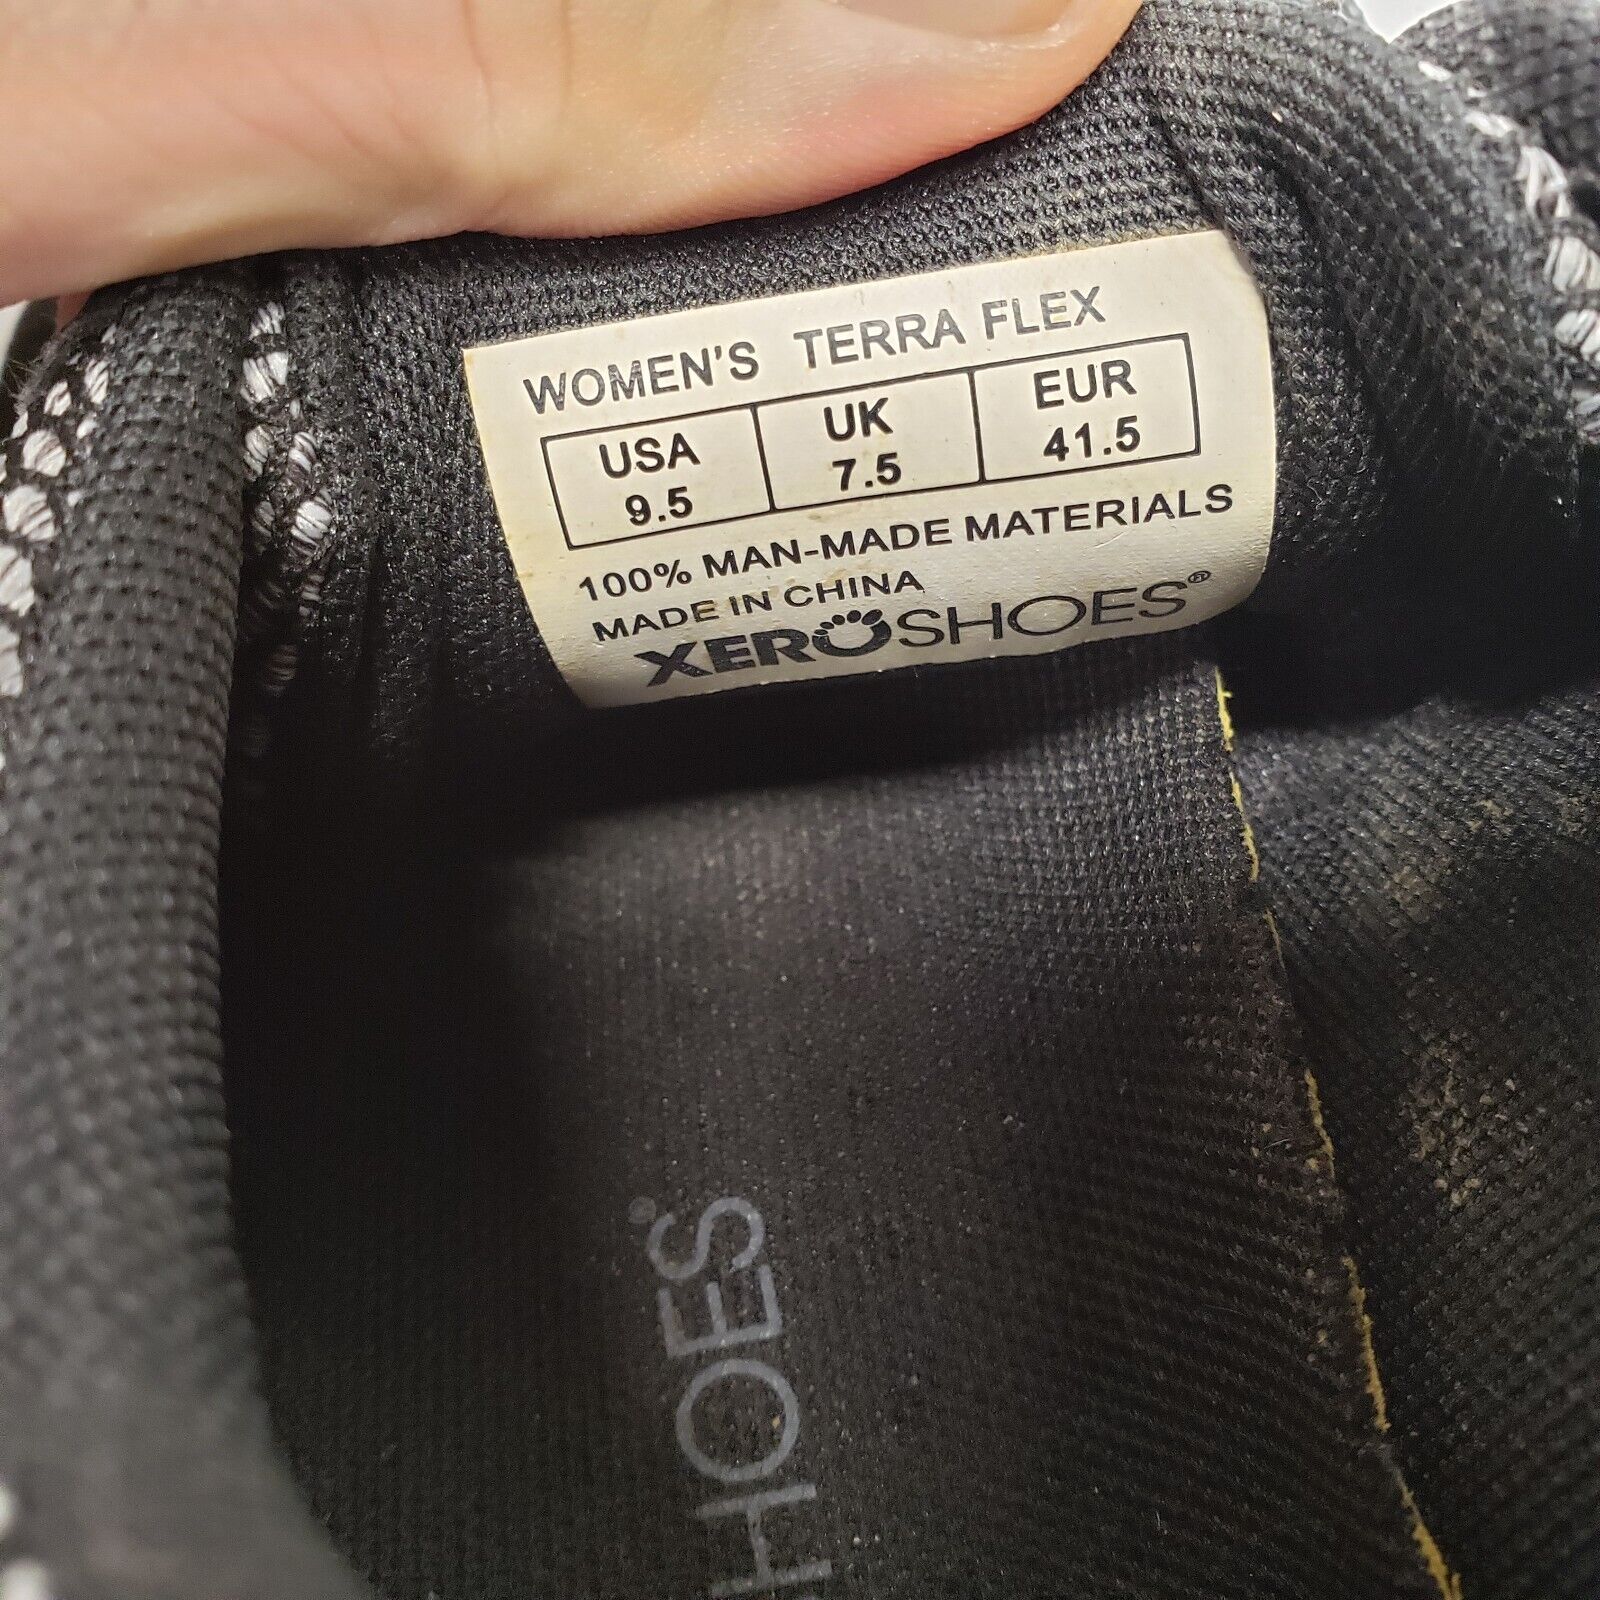 WOMEN'S TERRA FLEX
USA UK EUR
9.5 7.5 41.5
100% MAN-MADE MATERIALS
MADE IN CHINA
XEROSHOES®
HOES®